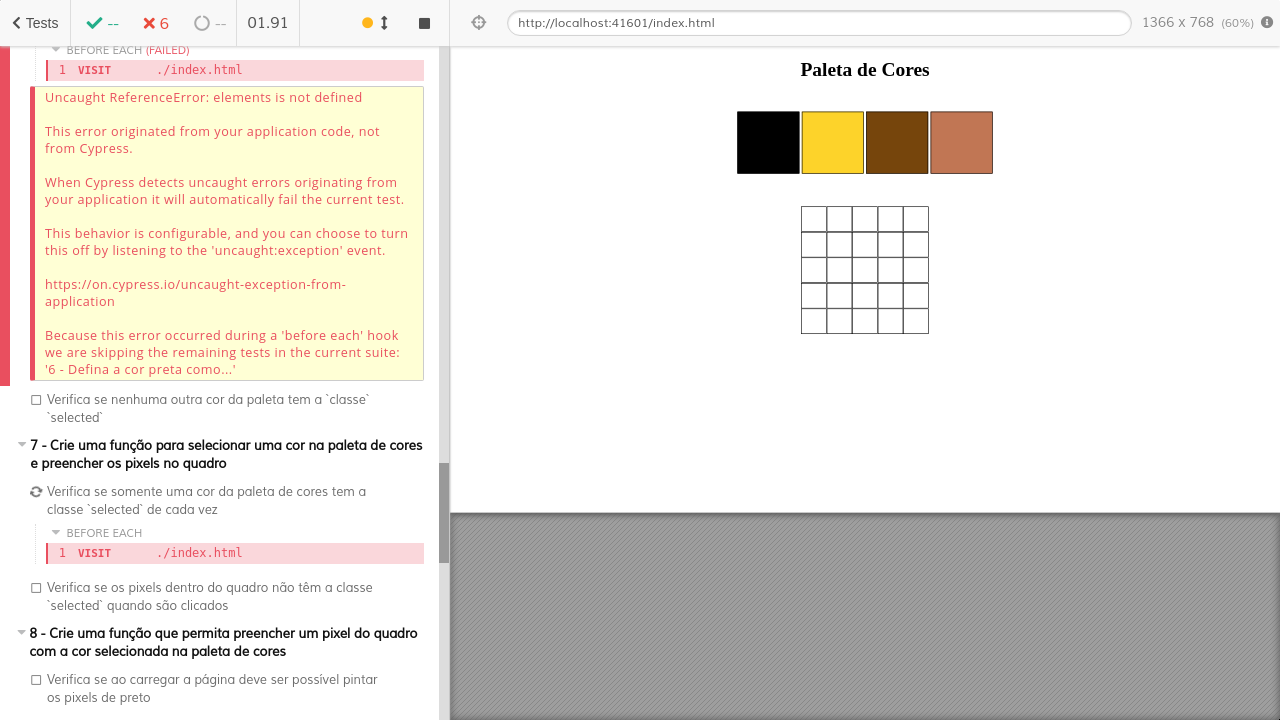 Tests
--
6
--
01.91
http://localhost:41601/index.html
1366 x 768 (60%)
BEFORE EACH (FAILED)
1 VISIT ./index.html
Uncaught ReferenceError: elements is not defined
This error originated from your application code, not
from Cypress.
When Cypress detects uncaught errors originating from
your application it will automatically fail the current test.
This behavior is configurable, and you can choose to turn
this off by listening to the 'uncaught:exception' event.
https://on.cypress.io/uncaught-exception-from-
application
Because this error occurred during a 'before each' hook
we are skipping the remaining tests in the current suite:
'6 - Defina a cor preta como...'
Verifica se nenhuma outra cor da paleta tem a `classe`
`selected`
7 - Crie uma função para selecionar uma cor na paleta de cores
e preencher os pixels no quadro
Verifica se somente uma cor da paleta de cores tem a
classe `selected` de cada vez
BEFORE EACH
1 VISIT ./index.html
Verifica se os pixels dentro do quadro não têm a classe
`selected` quando são clicados
8 - Crie uma função que permita preencher um pixel do quadro
com a cor selecionada na paleta de cores
Verifica se ao carregar a página deve ser possível pintar
os pixels de preto
Paleta de Cores